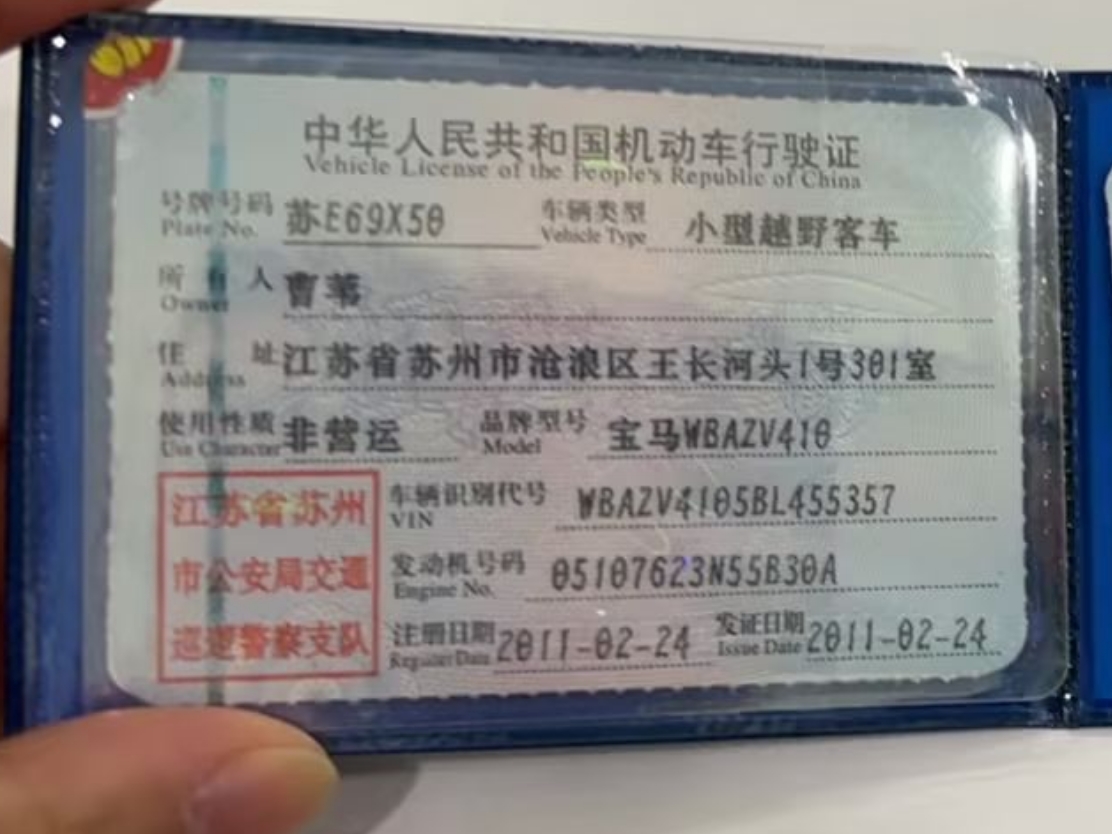 中华人民共和国机动车行驶证
Vehicle License of the People's Republic of China
号牌号码 苏E69X50 车辆类型 小型越野客车
Plate No. Vehicle Type
所有人 曹苇
Owner
住址 江苏省苏州市沧浪区王长河头1号301室
Address
使用性质 非营运 品牌型号 宝马WBAZV410
Use Character Model
江苏省苏州 车辆识别代号 WBAZV4105BL455357
VIN
市公安局交通 发动机号码 05107623N55B30A
Engine No.
巡逻警察支队 注册日期 2011-02-24 发证日期 2011-02-24
Register Date Issue Date